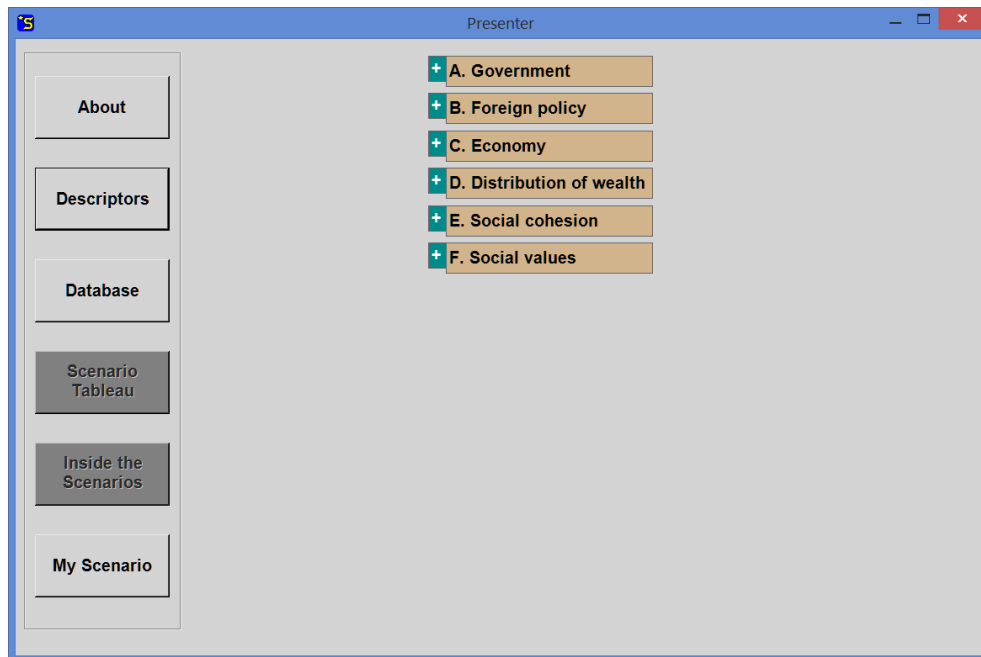 Presenter
About
Descriptors
Database
Scenario
Tableau
Inside the
Scenarios
My Scenario
+ A. Government
+ B. Foreign policy
+ C. Economy
+ D. Distribution of wealth
+ E. Social cohesion
+ F. Social values